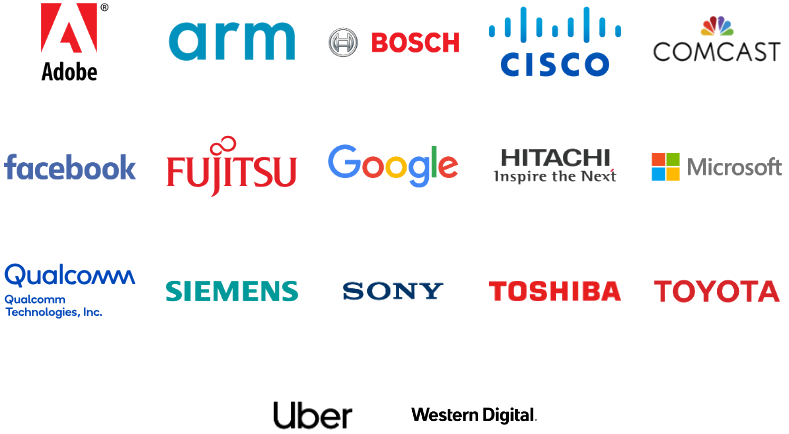 Adobe®
arm
BOSCH
CISCO
COMCAST
facebook
FUJITSU
Google
HITACHI
Inspire the Next
Microsoft
Qualcomm
Qualcomm
Technologies, Inc.
SIEMENS
SONY
TOSHIBA
TOYOTA
Uber
Western Digital.